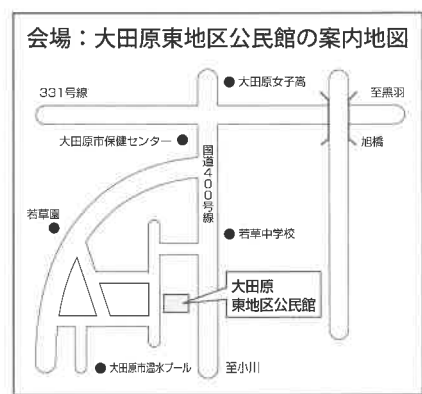 会場：大田原東地区公民館の案内地図
大田原女子高
331号線
至黒羽
大田原市保健センター
旭橋
国道400号線
若草園
若草中学校
大田原
東地区公民館
大田原市温水プール
至小川